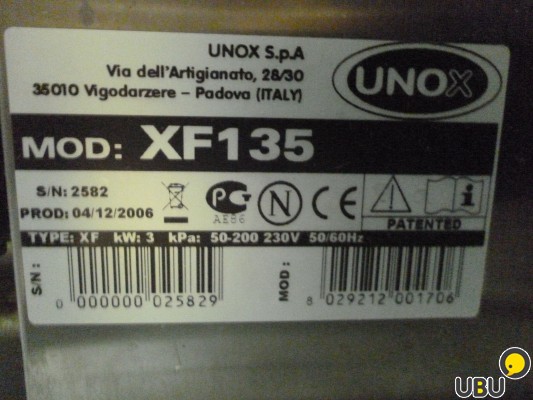 UNOX S.p.A
Via dell'Artigianato, 28/30
35010 Vigodarzere – Padova (ITALY)
UNOX
MOD: XF135
S/N: 2582
PROD: 04/12/2006
PC
AE86
N
CE
i
PATENTED
TYPE: XF kW: 3 kPa: 50-200 230V 50/60Hz
S/N:
0 000000 025829
MOD:
8 029212 001706
UBU